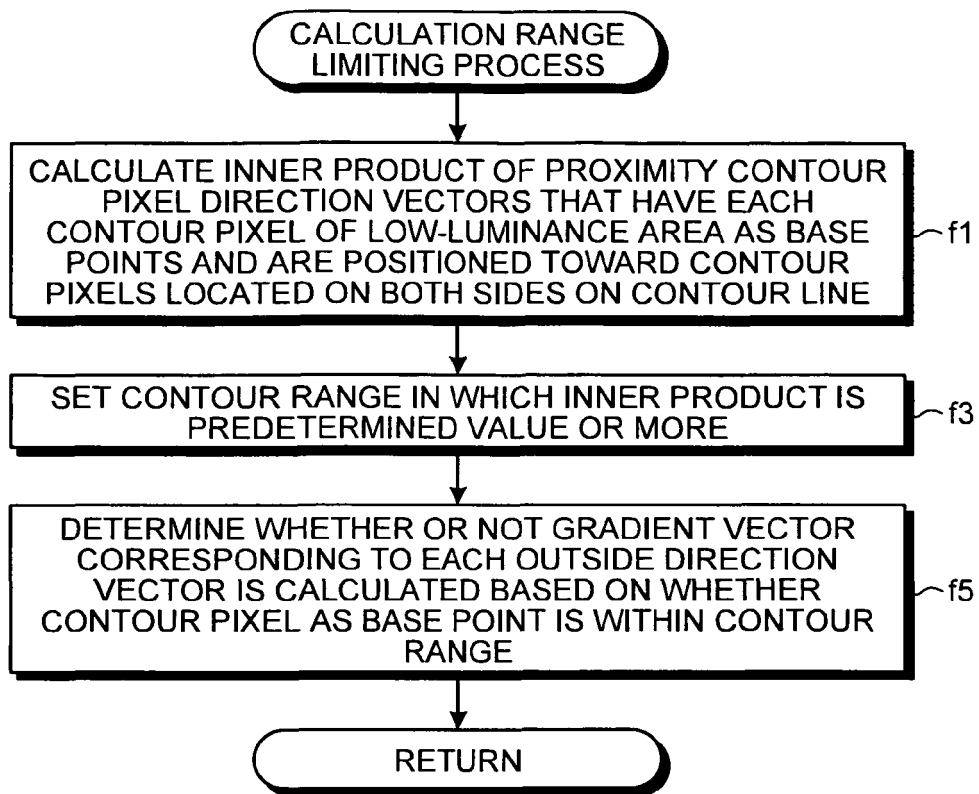 CALCULATION RANGE
LIMITING PROCESS
CALCULATE INNER PRODUCT OF PROXIMITY CONTOUR
PIXEL DIRECTION VECTORS THAT HAVE EACH
CONTOUR PIXEL OF LOW-LUMINANCE AREA AS BASE
POINTS AND ARE POSITIONED TOWARD CONTOUR
PIXELS LOCATED ON BOTH SIDES ON CONTOUR LINE
f1
SET CONTOUR RANGE IN WHICH INNER PRODUCT IS
PREDETERMINED VALUE OR MORE
f3
DETERMINE WHETHER OR NOT GRADIENT VECTOR
CORRESPONDING TO EACH OUTSIDE DIRECTION
VECTOR IS CALCULATED BASED ON WHETHER
CONTOUR PIXEL AS BASE POINT IS WITHIN CONTOUR
RANGE
f5
RETURN